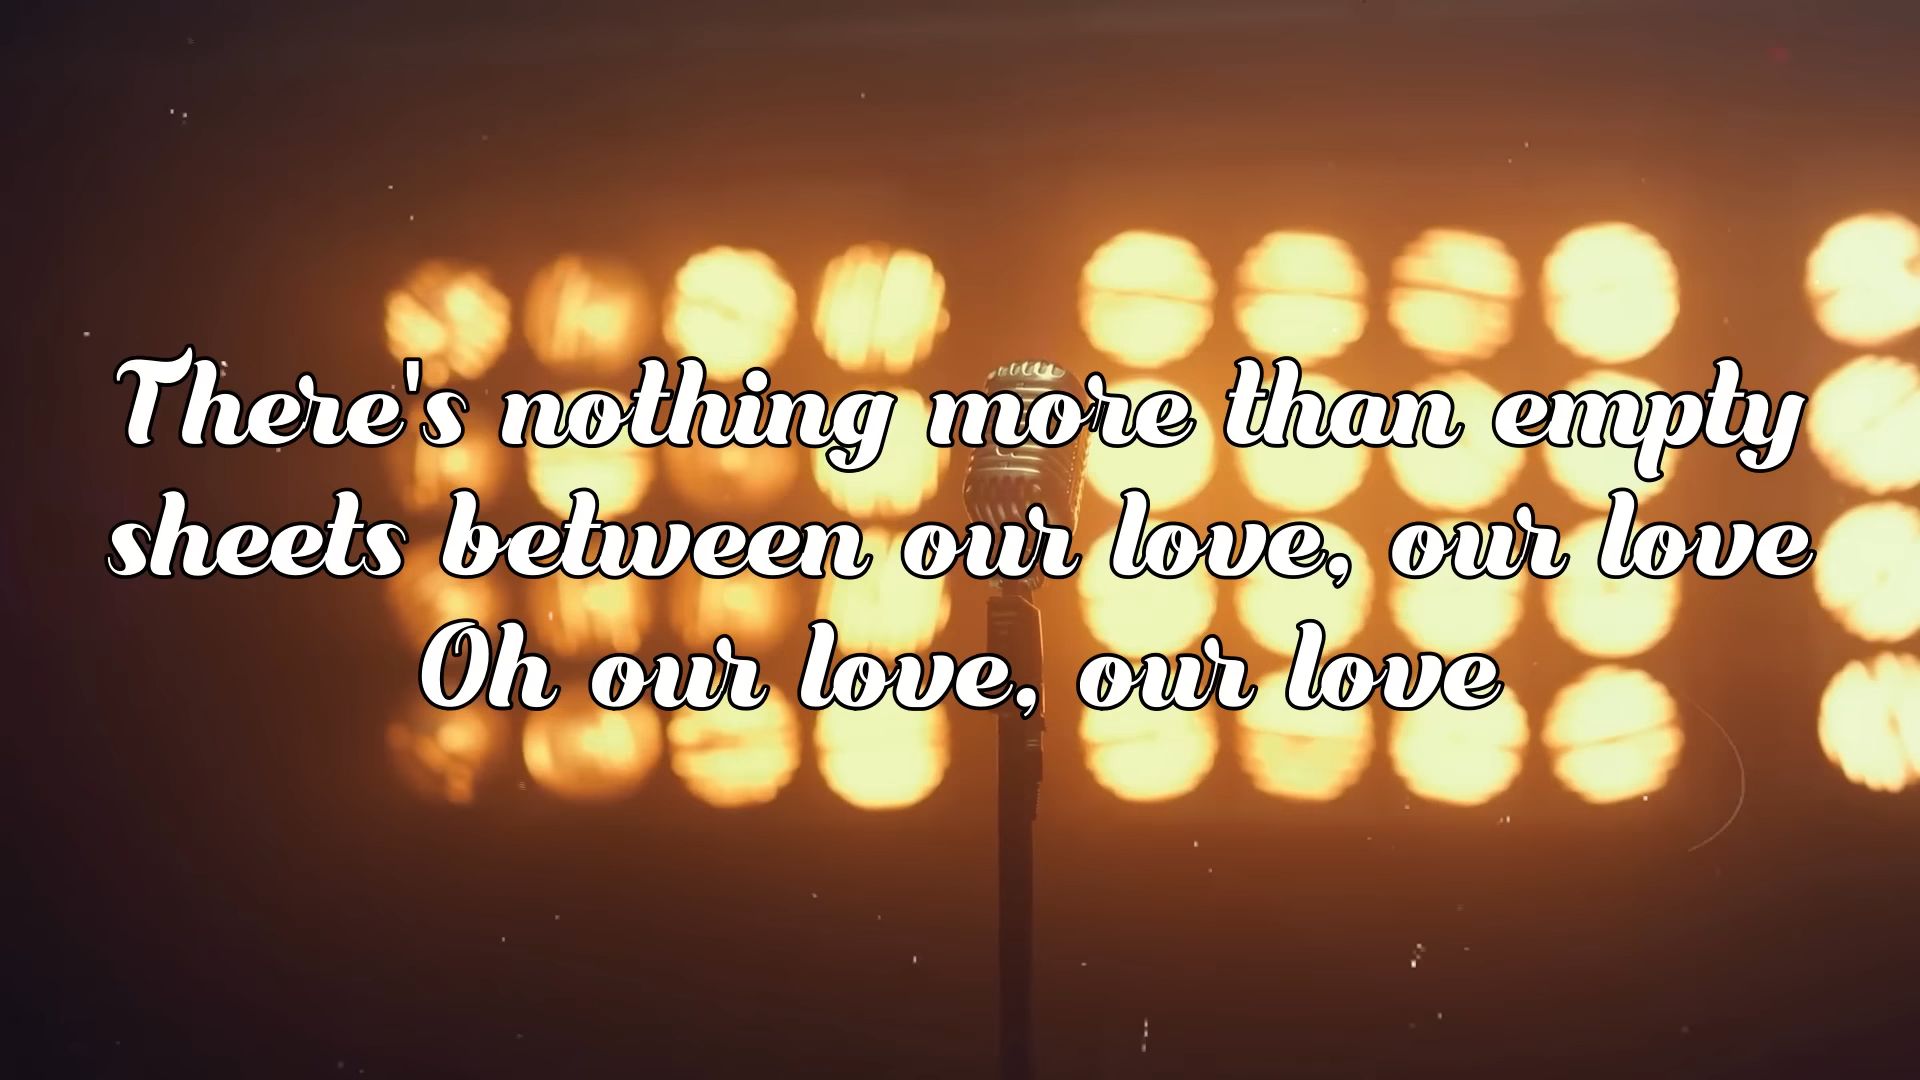 There's nothing more than empty
sheets between our love, our love
Oh our love, our love